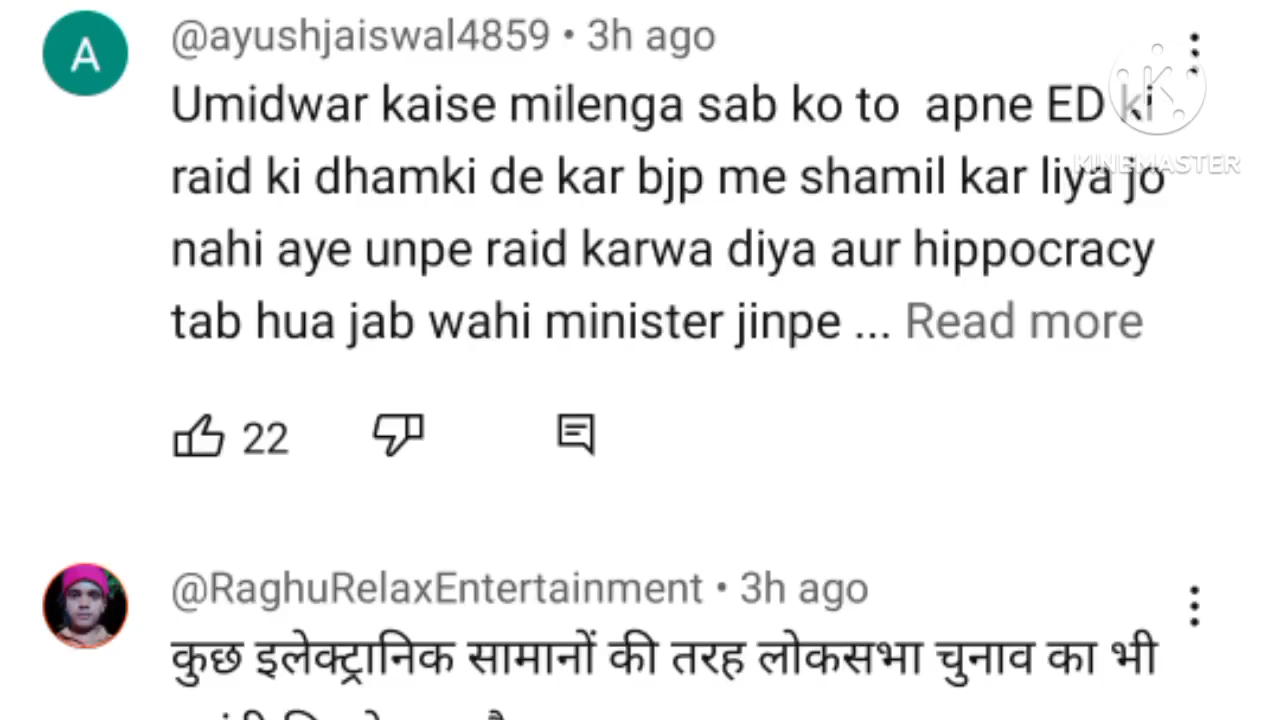 @ayushjaiswal4859 • 3h ago
Umidwar kaise milenga sab ko to apne ED ki
raid ki dhamki de kar bjp me shamil kar liya jo
nahi aye unpe raid karwa diya aur hippocracy
tab hua jab wahi minister jinpe ... Read more
22
@RaghuRelaxEntertainment • 3h ago
कुछ इलेक्ट्रानिक सामानों की तरह लोकसभा चुनाव का भी
A
K
KINEMASTER